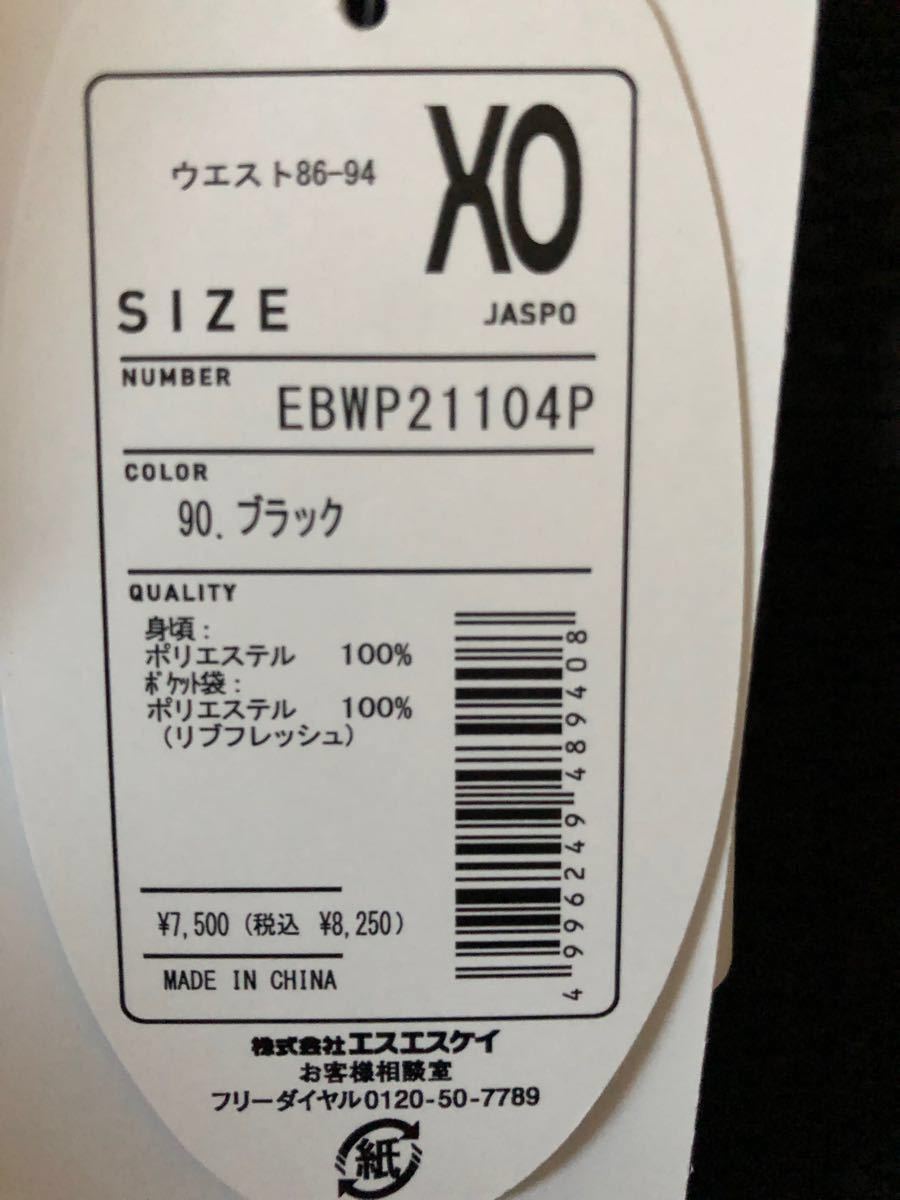 ウエスト86-94
XO
SIZE
JASPO
NUMBER
EBWP21104P
COLOR
90.ブラック
QUALITY
身頃:
ポリエステル 100%
ﾎﾟｹｯﾄ袋:
ポリエステル 100%
(リブフレッシュ)
4996249489408
¥7,500 (税込 ¥8,250)
MADE IN CHINA
株式会社エスエスケイ
お客様相談室
フリーダイヤル0120-50-7789
紙